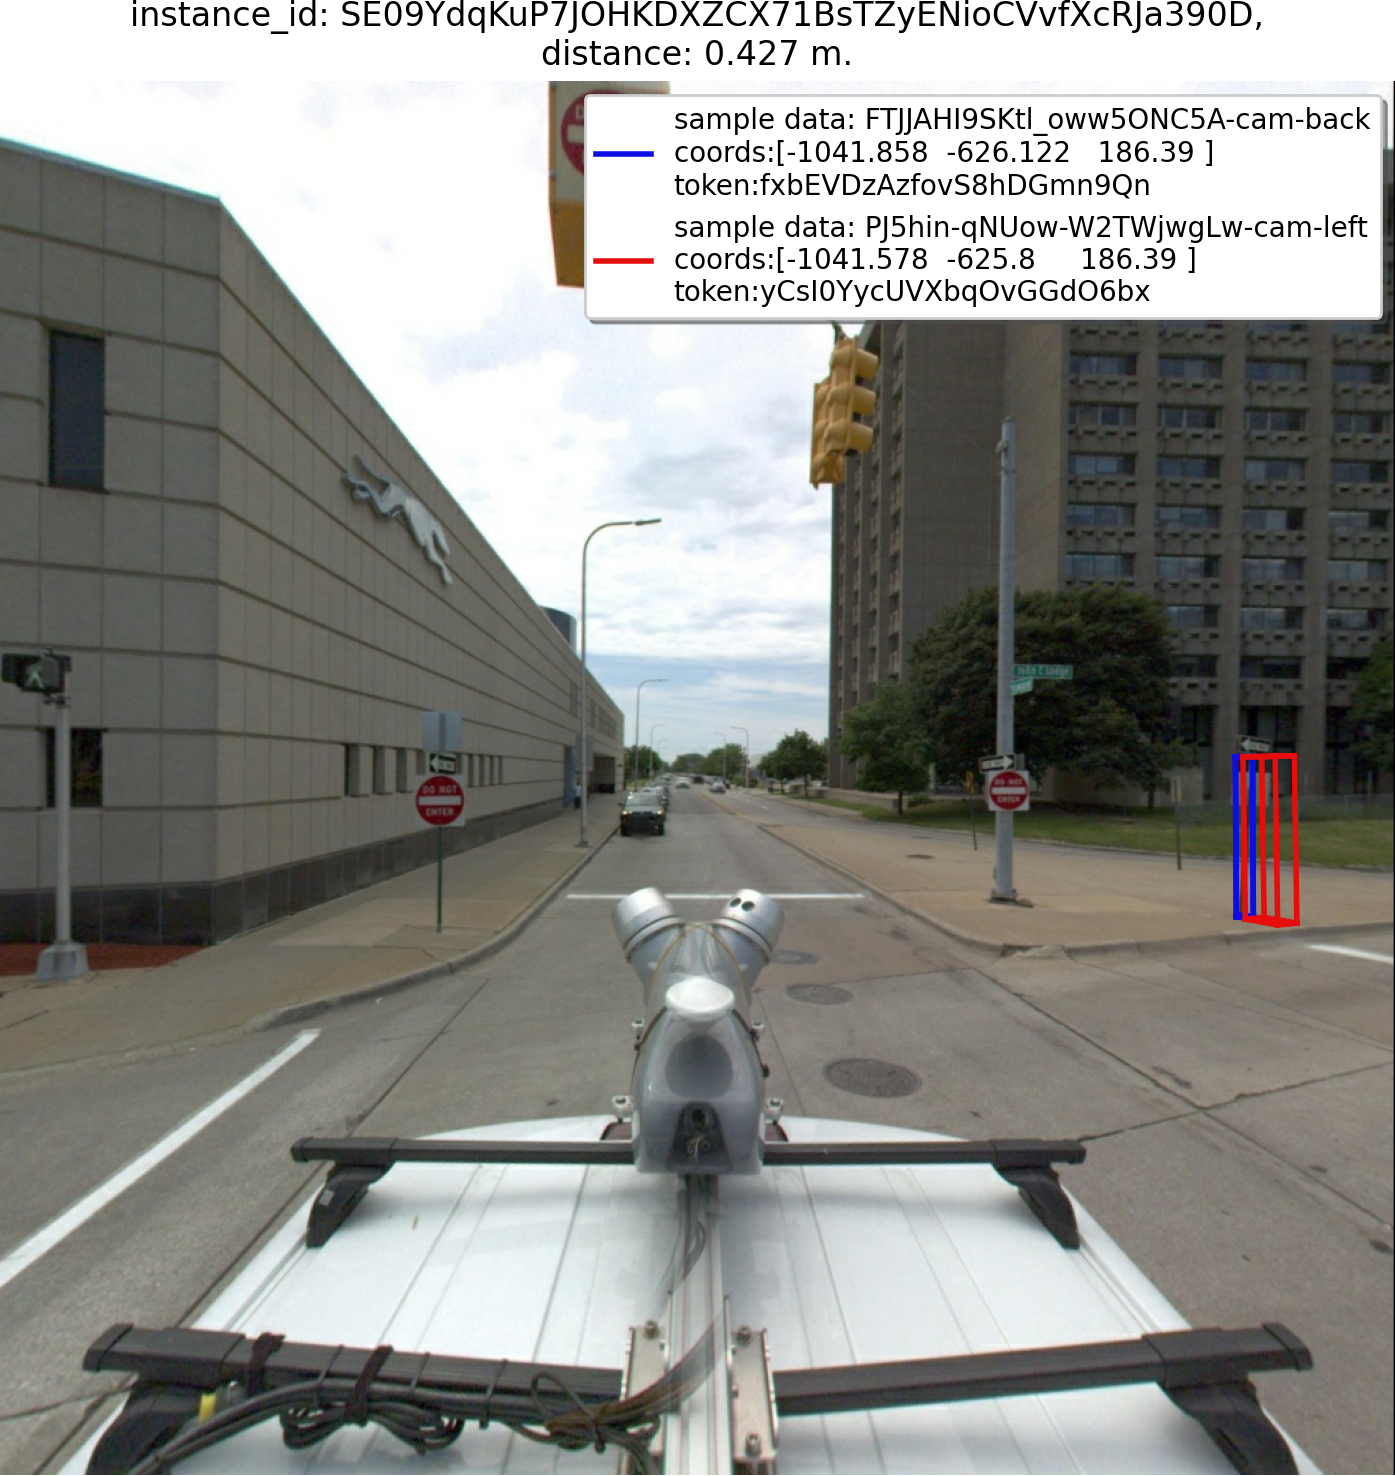 instance_id: SE09YdqKuP7JOHKDXZCX71BsTZyENioCVvfXcRJa390D,
distance: 0.427 m.
sample data: FTJJAHI9SKtl_oww5ONC5A-cam-back
coords:[-1041.858 -626.122 186.39 ]
token:fxbEVDzAzfovS8hDGmn9Qn
sample data: PJ5hin-qNUow-W2TWjwgLw-cam-left
coords:[-1041.578 -625.8 186.39 ]
token:yCsI0YycUVXbqOvGGdO6bx
John C Lodge
DO NOT
ENTER
DO NOT
ENTER